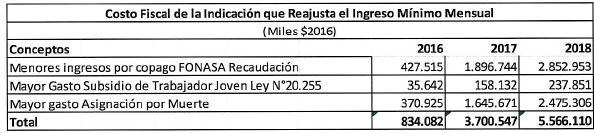 Costo Fiscal de la Indicación que Reajusta el Ingreso Mínimo Mensual
(Miles $2016)
Conceptos 2016 2017 2018
Menores ingresos por copago FONASA Recaudación 427.515 1.896.744 2.852.953
Mayor Gasto Subsidio de Trabajador Joven Ley N°20.255 35.642 158.132 237.851
Mayor gasto Asignación por Muerte 370.925 1.645.671 2.475.306
Total 834.082 3.700.547 5.566.110